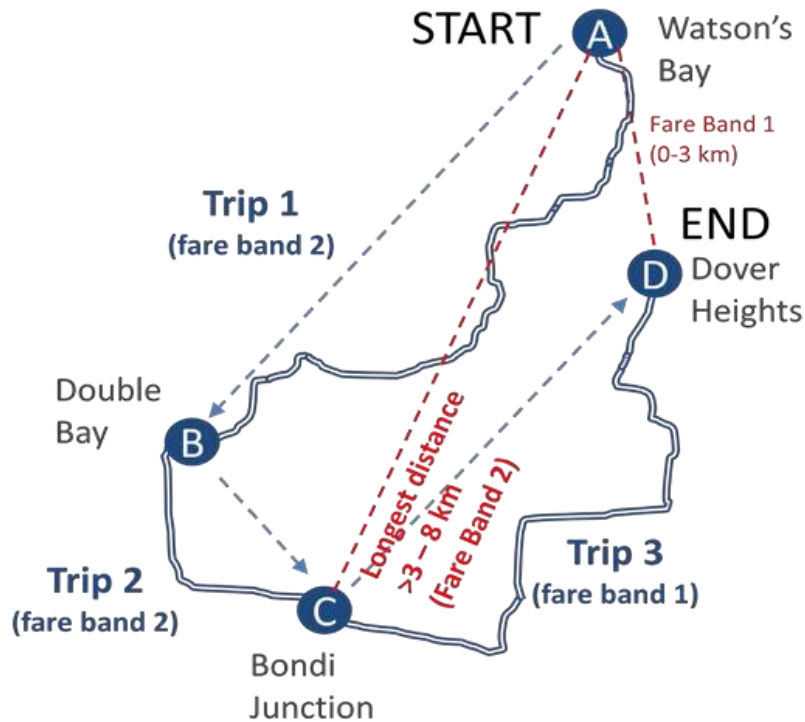 START
A
Watson's
Bay
Fare Band 1
(0-3 km)
Trip 1
(fare band 2)
END
D
Dover
Heights
Double
Bay
B
Longest distance
>3 – 8 km
(Fare Band 2)
Trip 2
(fare band 2)
Trip 3
(fare band 1)
C
Bondi
Junction